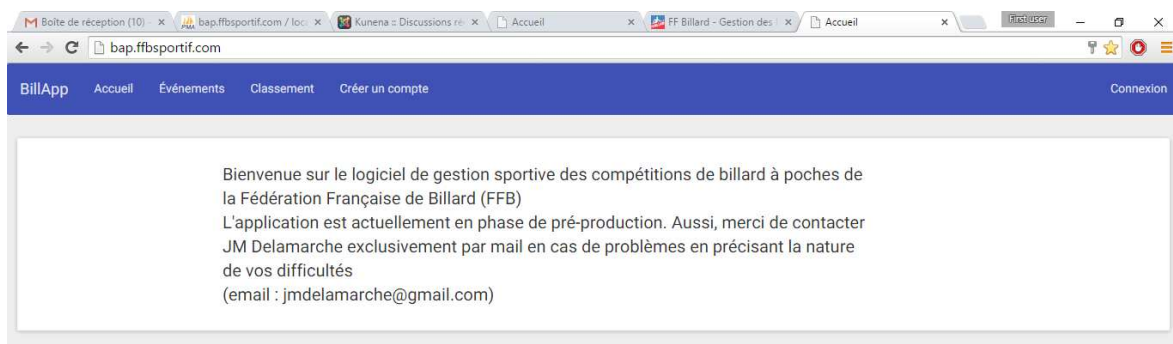 Boîte de réception (10) - bap.ffbsportif.com / loc Kunena :: Discussions ré Accueil FF Billard - Gestion des Accueil First user
bap.ffbsportif.com
BillApp Accueil Événements Classement Créer un compte Connexion
Bienvenue sur le logiciel de gestion sportive des compétitions de billard à poches de
la Fédération Française de Billard (FFB)
L'application est actuellement en phase de pré-production. Aussi, merci de contacter
JM Delamarche exclusivement par mail en cas de problèmes en précisant la nature
de vos difficultés
(email : jmdelamarche@gmail.com)